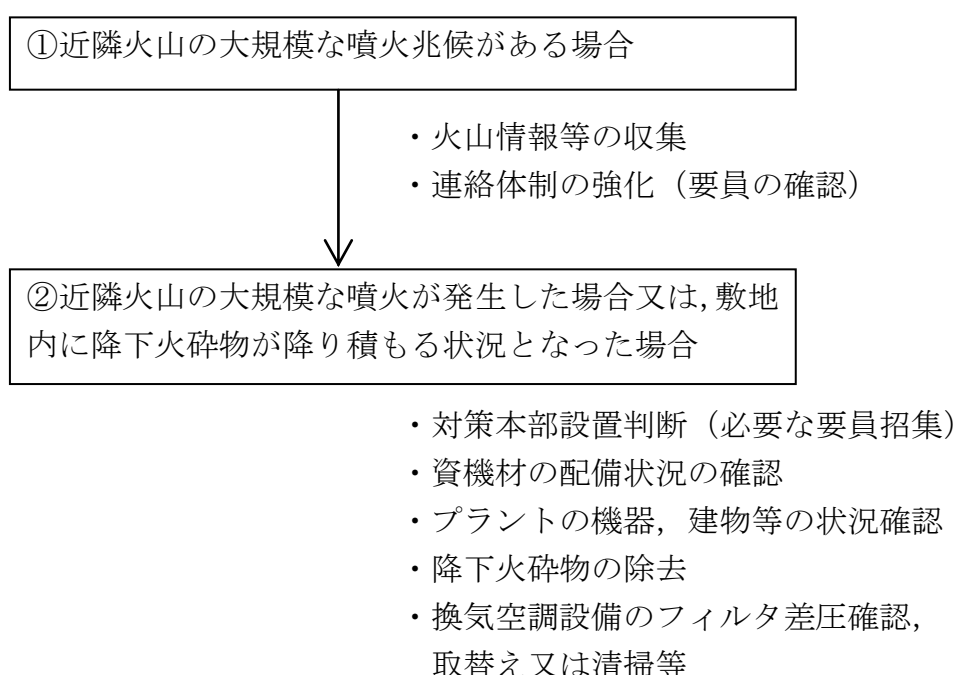 ①近隣火山の大規模な噴火兆候がある場合
・火山情報等の収集
・連絡体制の強化（要員の確認）
②近隣火山の大規模な噴火が発生した場合又は，敷地
内に降下火砕物が降り積もる状況となった場合
・対策本部設置判断（必要な要員招集）
・資機材の配備状況の確認
・プラントの機器，建物等の状況確認
・降下火砕物の除去
・換気空調設備のフィルタ差圧確認，
取替え又は清掃等